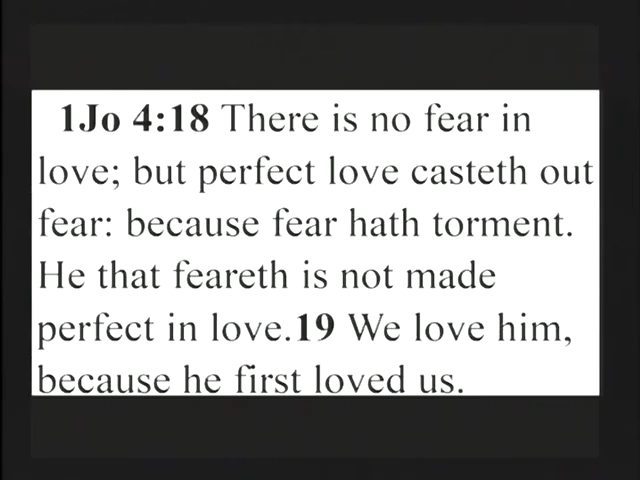 1Jo 4:18 There is no fear in
love; but perfect love casteth out
fear: because fear hath torment.
He that feareth is not made
perfect in love.19 We love him,
because he first loved us.